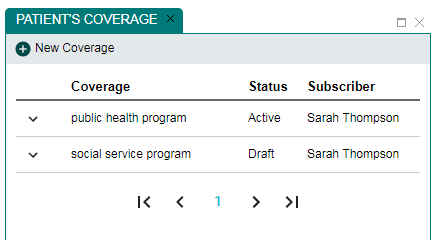 PATIENT'S COVERAGE
New Coverage
Coverage Status Subscriber
public health program Active Sarah Thompson
social service program Draft Sarah Thompson
1